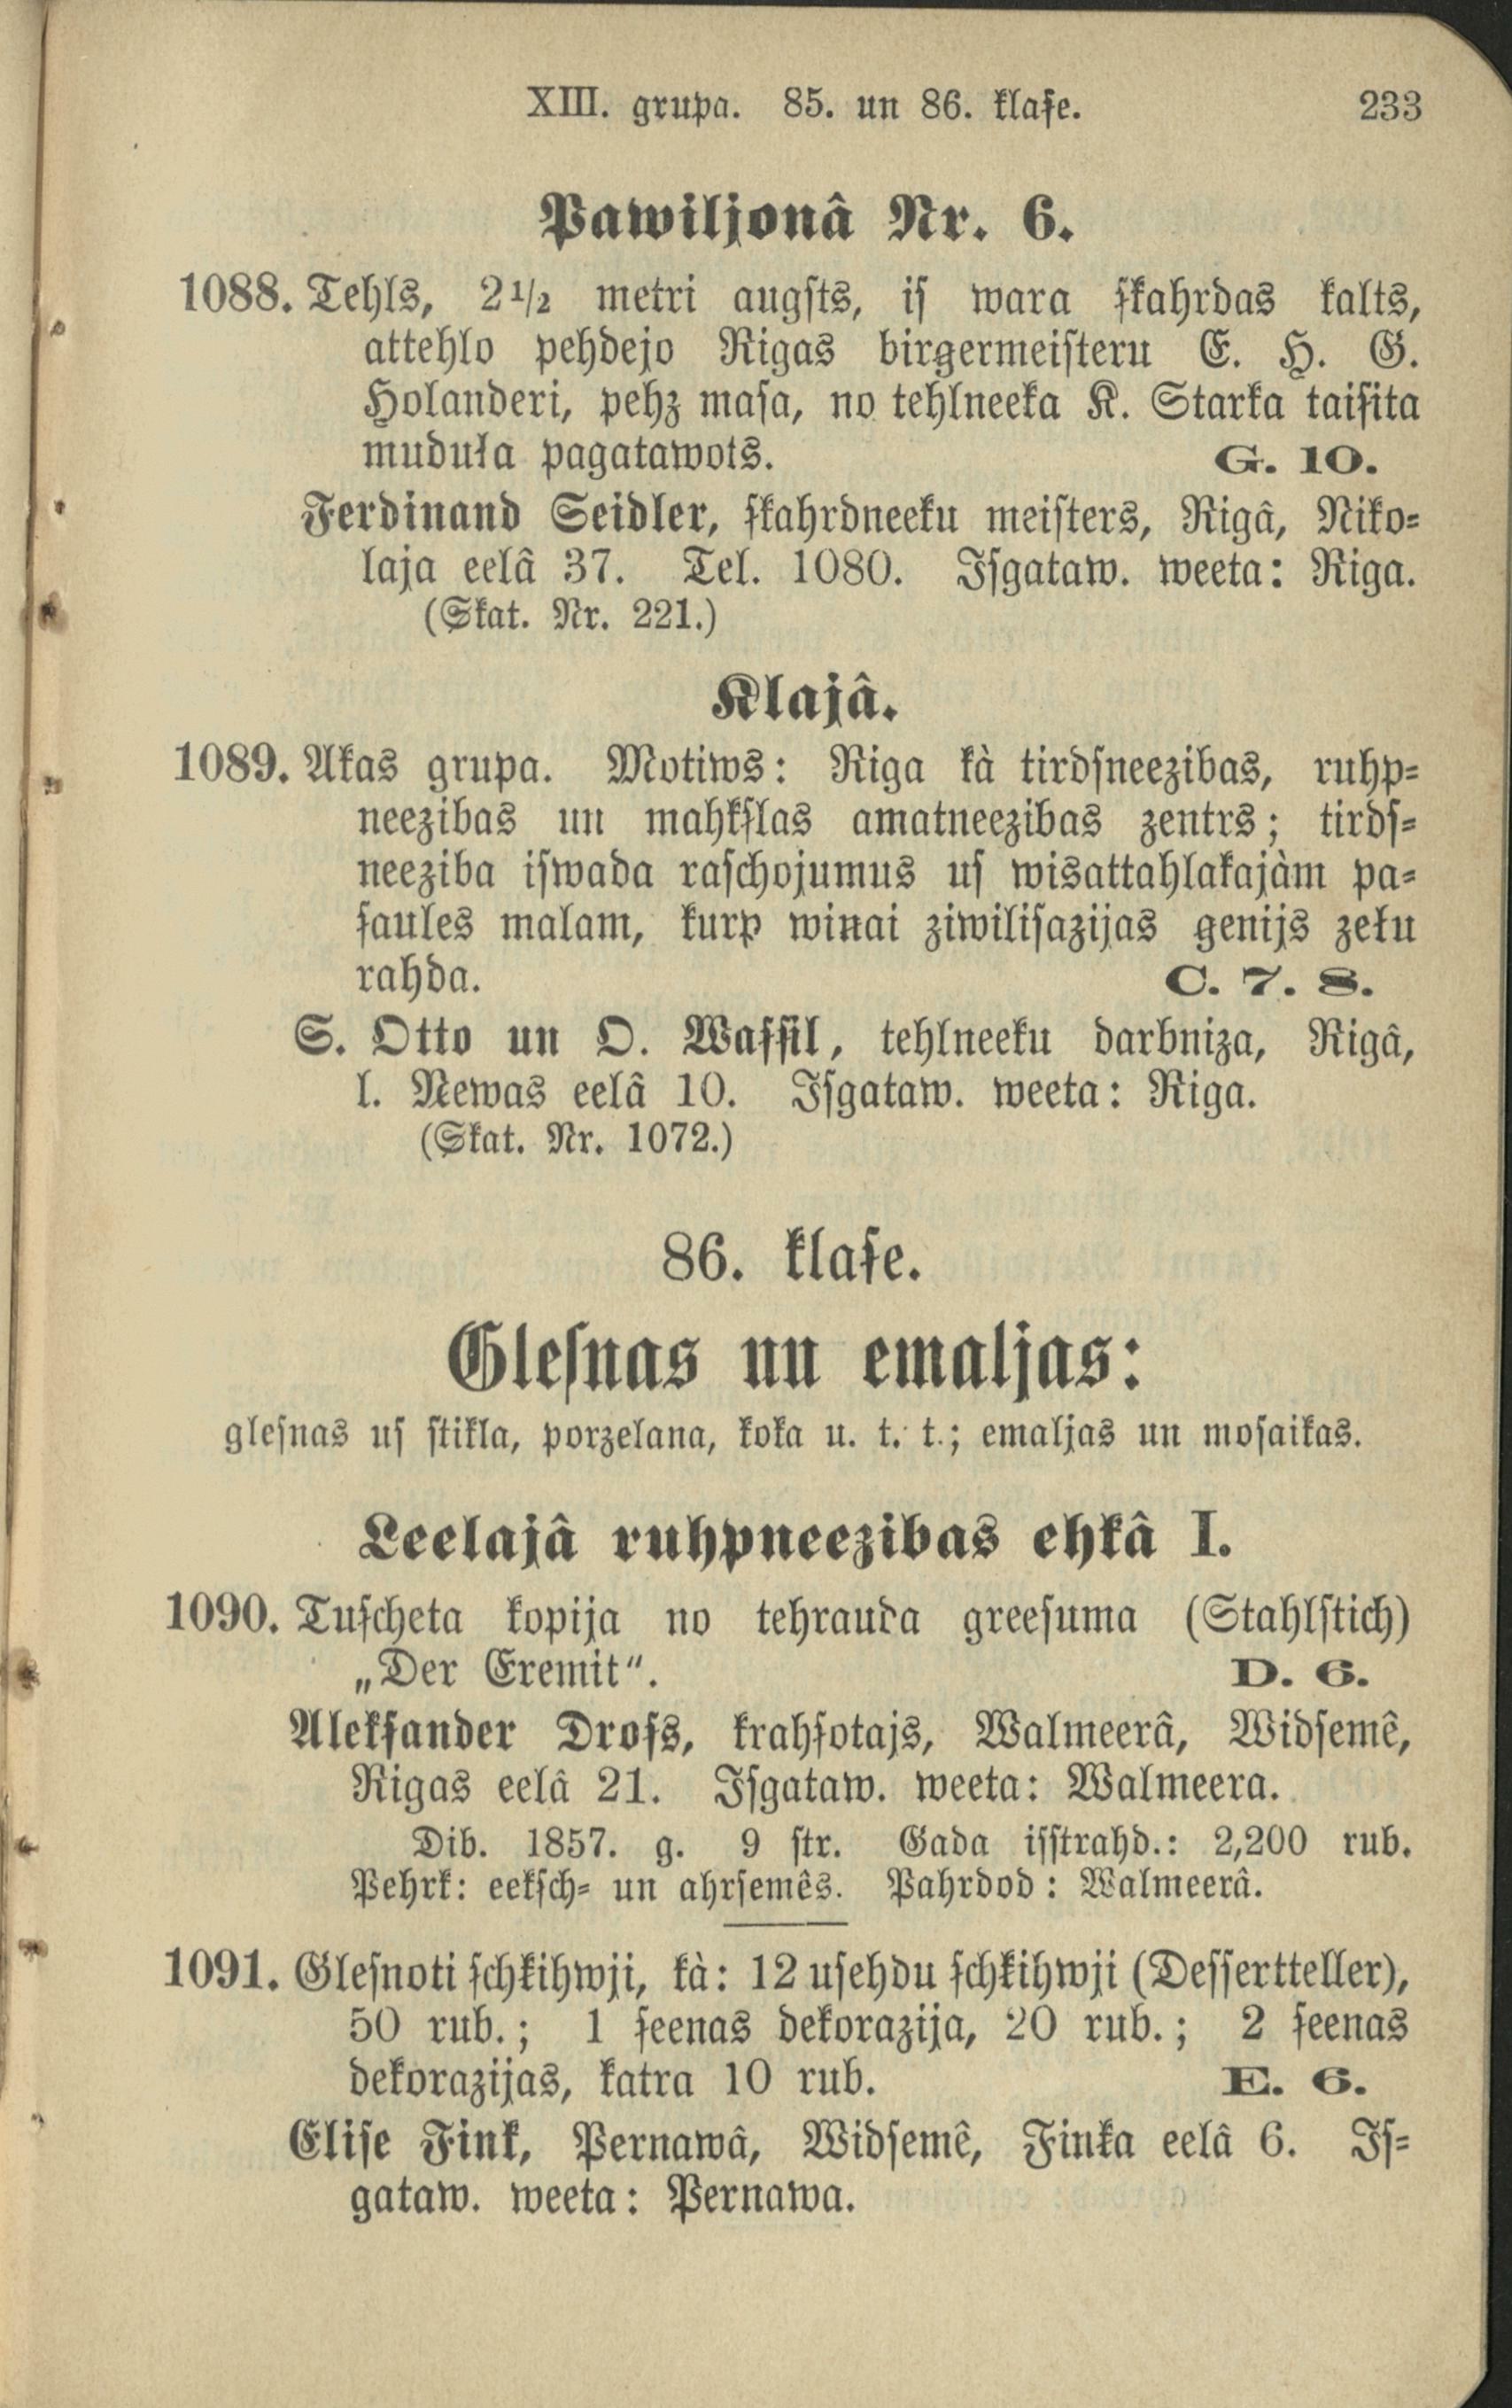 XIII. grupa. 85. un 86. klaſe. 233
Pawiljonâ Nr. 6.
1088. Tehls, 2 1/2 metri augſts, iſ wara ſkahrdas kalts,
attehlo pehdejo Rigas birgermeiſteru E. H. G.
Holanderi, pehz maſa, no tehlneeka K. Starka taiſita
muduła pagatawots. G. 10.
Ferdinand Seidler, ſkahrdneeku meiſters, Rigâ, Niko-
laja eelâ 37. Tel. 1080. Iſgataw. weeta: Riga.
(Skat. Nr. 221.)
Klajâ.
1089. Akas grupa. Motiws: Riga kà tirdſneezibas, ruhp-
neezibas un mahkſlas amatneezibas zentrs; tirdſ-
neeziba iſwada raſchojumus uſ wisattahlakajàm pa-
ſaules malam, kurp winai ziwiliſazijas genijs zełu
rahda. C. 7. 8.
S. Otto un O. Waſſil, tehlneeku darbniza, Rigâ,
l. Newas eelâ 10. Iſgataw. weeta: Riga.
(Skat. Nr. 1072.)
86. klaſe.
Gleſnas un emaljas:
gleſnas uſ ſtikla, porzelana, koka u. t. t.; emaljas un moſaikas.
Leelajâ ruhpneezibas ehkâ I.
1090. Tuſcheta kopija no tehrauda greeſuma (Stahlſtich)
„Der Eremit“. D. 6.
Alekſander Droſs, krahſotajs, Walmeerâ, Widſemê,
Rigas eelâ 21. Iſgataw. weeta: Walmeera.
Dib. 1857. g. 9 ſtr. Gada iſſtrahd.: 2,200 rub.
Pehrk: eekſch- un ahrſemês. Pahrdod: Walmeerâ.
1091. Gleſnoti ſchkihwji, kà: 12 uſehdu ſchkihwji (Deſſertteller),
50 rub.; 1 ſeenas dekorazija, 20 rub.; 2 ſeenas
dekorazijas, katra 10 rub. E. 6.
Eliſe Fink, Pernawâ, Widſemê, Finka eelâ 6. Iſ-
gataw. weeta: Pernawa.